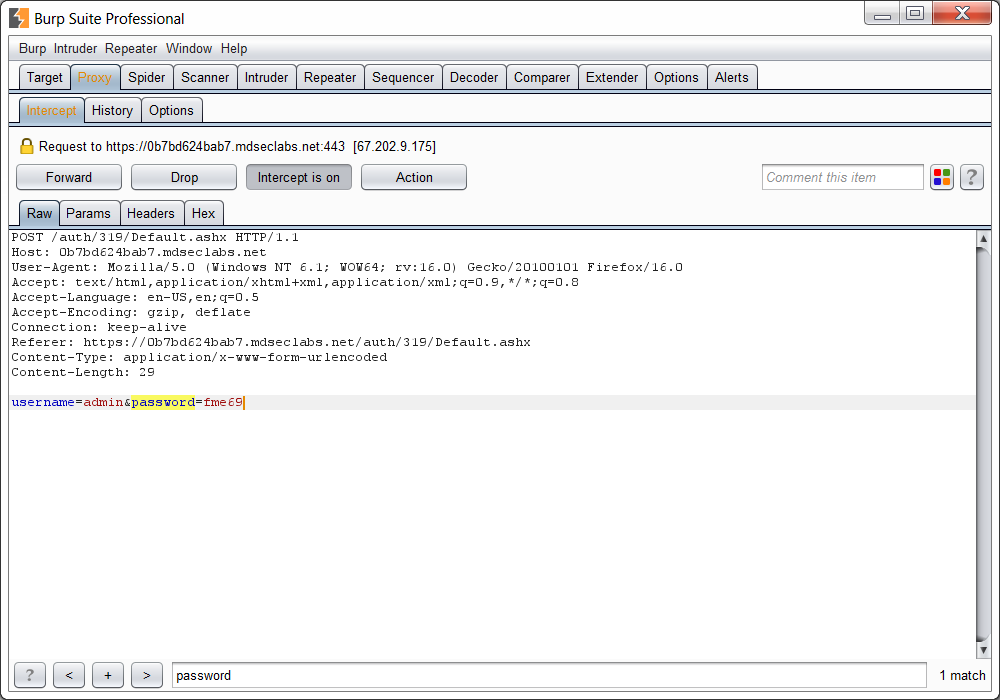 Burp Suite Professional
Burp Intruder Repeater Window Help
Target Proxy Spider Scanner Intruder Repeater Sequencer Decoder Comparer Extender Options Alerts
Intercept History Options
Request to https://0b7bd624bab7.mdseclabs.net:443 [67.202.9.175]
Forward Drop Intercept is on Action Comment this item ?
Raw Params Headers Hex
POST /auth/319/Default.ashx HTTP/1.1
Host: 0b7bd624bab7.mdseclabs.net
User-Agent: Mozilla/5.0 (Windows NT 6.1; WOW64; rv:16.0) Gecko/20100101 Firefox/16.0
Accept: text/html,application/xhtml+xml,application/xml;q=0.9,*/*;q=0.8
Accept-Language: en-US,en;q=0.5
Accept-Encoding: gzip, deflate
Connection: keep-alive
Referer: https://0b7bd624bab7.mdseclabs.net/auth/319/Default.ashx
Content-Type: application/x-www-form-urlencoded
Content-Length: 29
username=admin&password=fme69
? < + > password 1 match